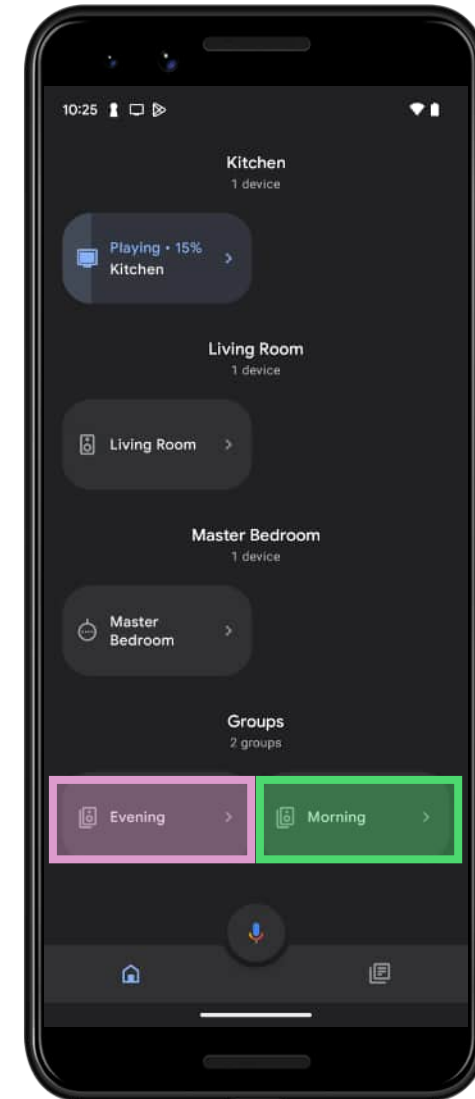 10:25
Kitchen
1 device
Playing • 15%
Kitchen
Living Room
1 device
Living Room
Master Bedroom
1 device
Master
Bedroom
Groups
2 groups
Evening
Morning